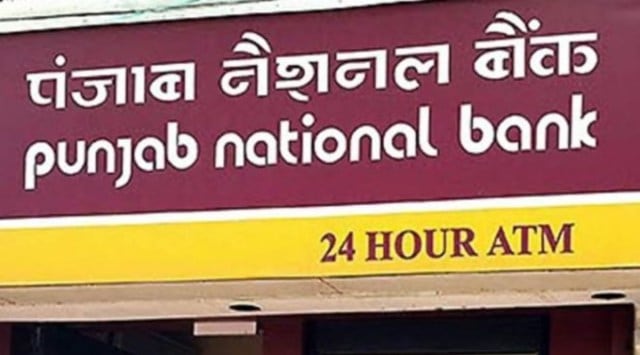 पंजाब नैशनल बैंक
punjab national bank
24 HOUR ATM